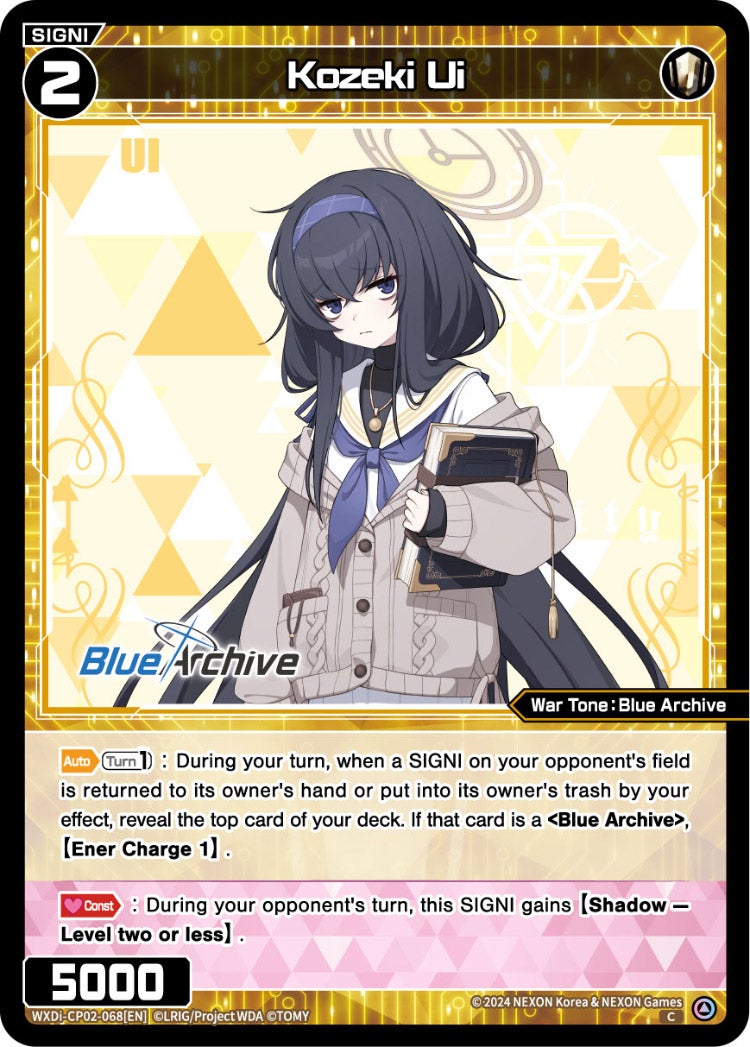 SIGNI
2
Kozeki Ui
UI
Blue Archive
War Tone：Blue Archive
Auto Turn 1 : During your turn, when a SIGNI on your opponent's field
is returned to its owner's hand or put into its owner's trash by your
effect, reveal the top card of your deck. If that card is a <Blue Archive>,
【Ener Charge 1】.
Const : During your opponent's turn, this SIGNI gains 【Shadow —
Level two or less】.
5000
©2024 NEXON Korea & NEXON Games
WXDi-CP02-068[EN] ©LRIG/Project WDA ©TOMY
C